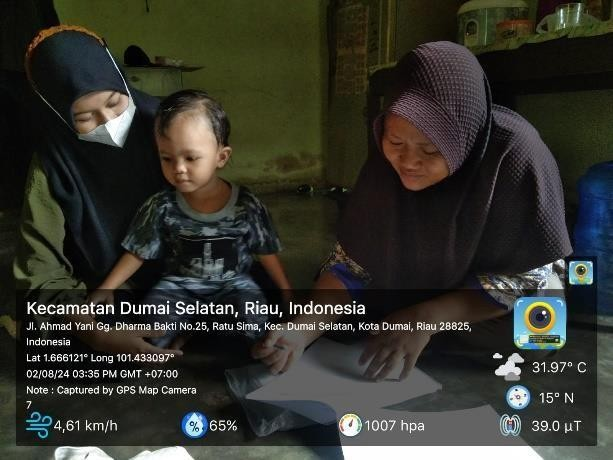 Kecamatan Dumai Selatan, Riau, Indonesia
Jl. Ahmad Yani Gg. Dharma Bakti No.25, Ratu Sima, Kec. Dumai Selatan, Kota Dumai, Riau 28825,
Indonesia
Lat 1.666121° Long 101.433097°
02/08/24 03:35 PM GMT +07:00
Note : Captured by GPS Map Camera
7
31.97° C
15° N
4,61 km/h
65%
1007 hpa
39.0 µT